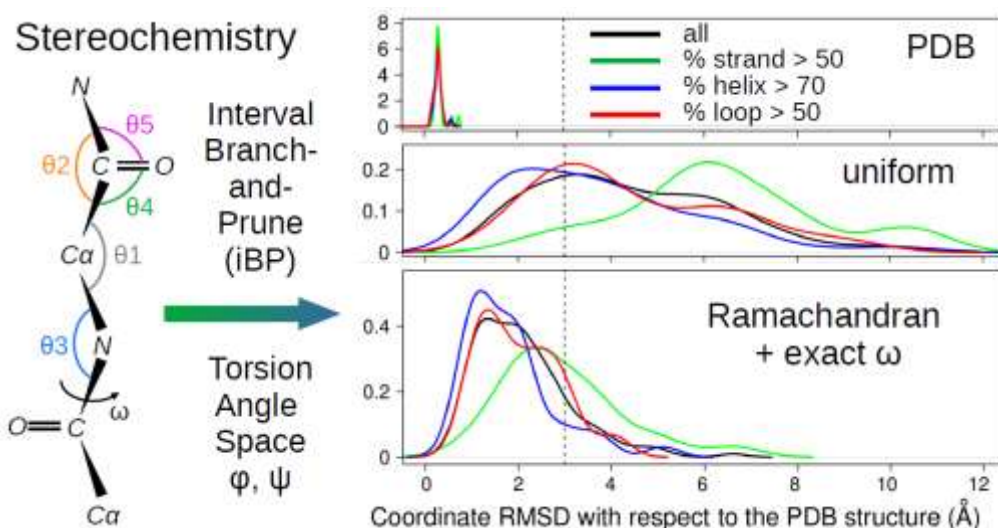 Stereochemistry
N
θ5
θ2
C
O
θ4
Cα
θ1
θ3
N
ω
O
C
Cα
Interval
Branch-
and-
Prune
(iBP)
Torsion
Angle
Space
φ, ψ
8
6
4
2
0
all
% strand > 50
% helix > 70
% loop > 50
PDB
0.2
0.1
0
uniform
0.4
0.2
0
Ramachandran
+ exact ω
0 2 4 6 8 10 12
Coordinate RMSD with respect to the PDB structure (Å)